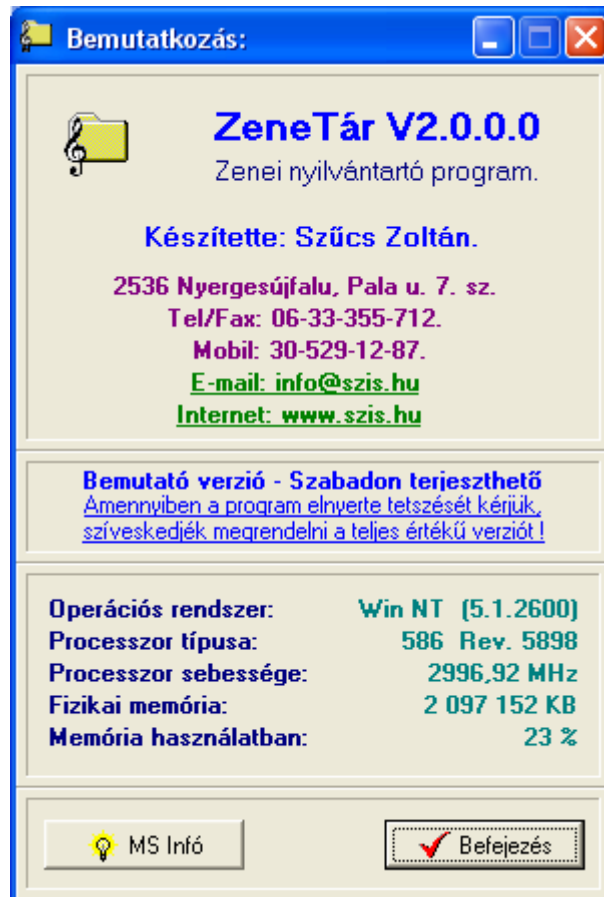 Bemutatkozás:
ZeneTár V2.0.0.0
Zenei nyilvántartó program.
Készítette: Szűcs Zoltán.
2536 Nyergesújfalu, Pala u. 7. sz.
Tel/Fax: 06-33-355-712.
Mobil: 30-529-12-87.
E-mail: info@szis.hu
Internet: www.szis.hu
Bemutató verzió - Szabadon terjeszthető
Amennyiben a program elnyerte tetszését kérjük,
szíveskedjék megrendelni a teljes értékű verziót !
Operációs rendszer: Win NT (5.1.2600)
Processzor típusa: 586 Rev. 5898
Processzor sebessége: 2996,92 MHz
Fizikai memória: 2 097 152 KB
Memória használatban: 23 %
MS Infó Befejezés